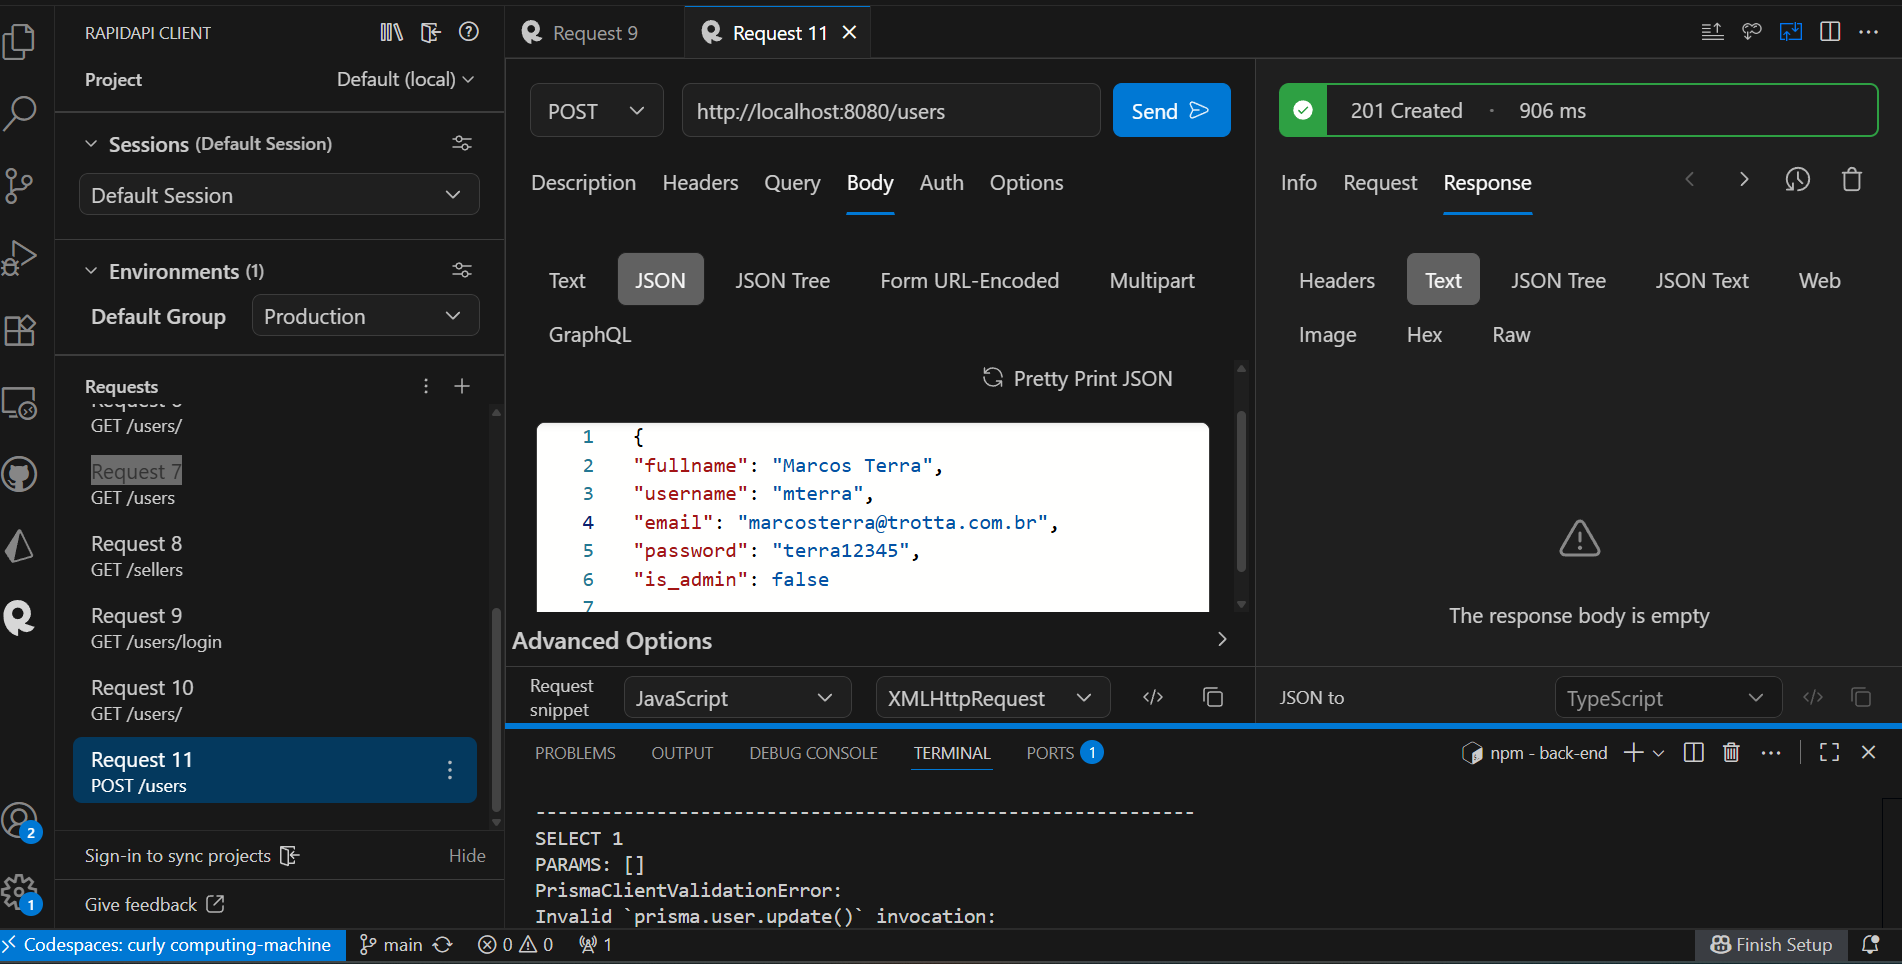 RAPIDAPI CLIENT
Project
Default (local)
Sessions (Default Session)
Default Session
Environments (1)
Default Group
Production
Requests
GET /users/
Request 7
GET /users
Request 8
GET /sellers
Request 9
GET /users/login
Request 10
GET /users/
Request 11
POST /users
Sign-in to sync projects
Hide
Give feedback
2
1
Request 9
Request 11
POST
http://localhost:8080/users
Send
Description
Headers
Query
Body
Auth
Options
Text
JSON
JSON Tree
Form URL-Encoded
Multipart
GraphQL
Pretty Print JSON
1 {
2 "fullname": "Marcos Terra",
3 "username": "mterra",
4 "email": "marcosterra@trotta.com.br",
5 "password": "terra12345",
6 "is_admin": false
7
Advanced Options
Request snippet
JavaScript
XMLHttpRequest
201 Created · 906 ms
Info
Request
Response
Headers
Text
JSON Tree
JSON Text
Web
Image
Hex
Raw
The response body is empty
JSON to
TypeScript
PROBLEMS
OUTPUT
DEBUG CONSOLE
TERMINAL
PORTS 1
npm - back-end
------------------------------------------------------------
SELECT 1
PARAMS: []
PrismaClientValidationError:
Invalid `prisma.user.update()` invocation:
Codespaces: curly computing-machine
main
0
0
1
Finish Setup